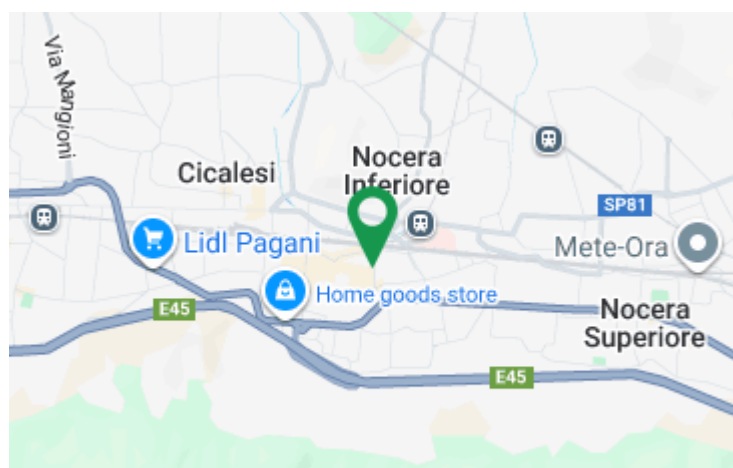 Via Mangioni
Cicalesi
Nocera
Inferiore
SP81
Lidl Pagani
Mete-Ora
Home goods store
E45
Nocera
Superiore
E45